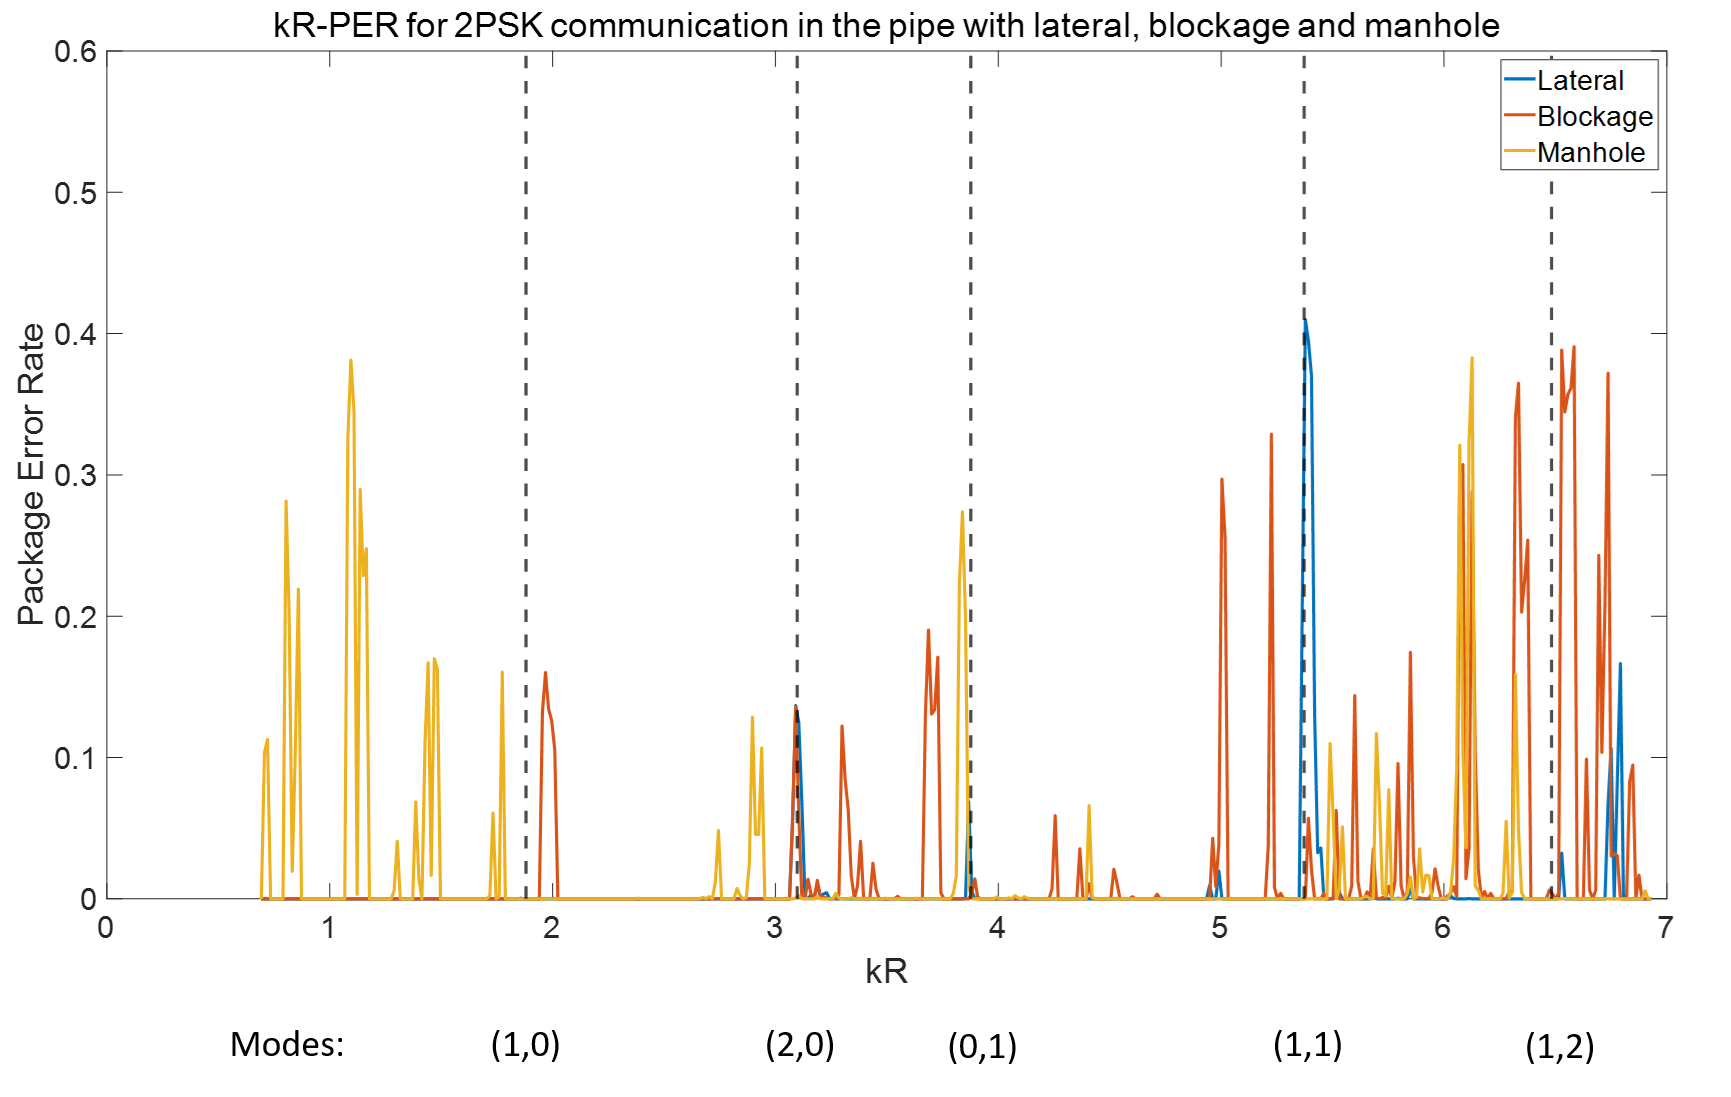 kR-PER for 2PSK communication in the pipe with lateral, blockage and manhole
Lateral
Blockage
Manhole
Package Error Rate
0.6
0.5
0.4
0.3
0.2
0.1
0
0 1 2 3 4 5 6 7
kR
Modes: (1,0) (2,0) (0,1) (1,1) (1,2)